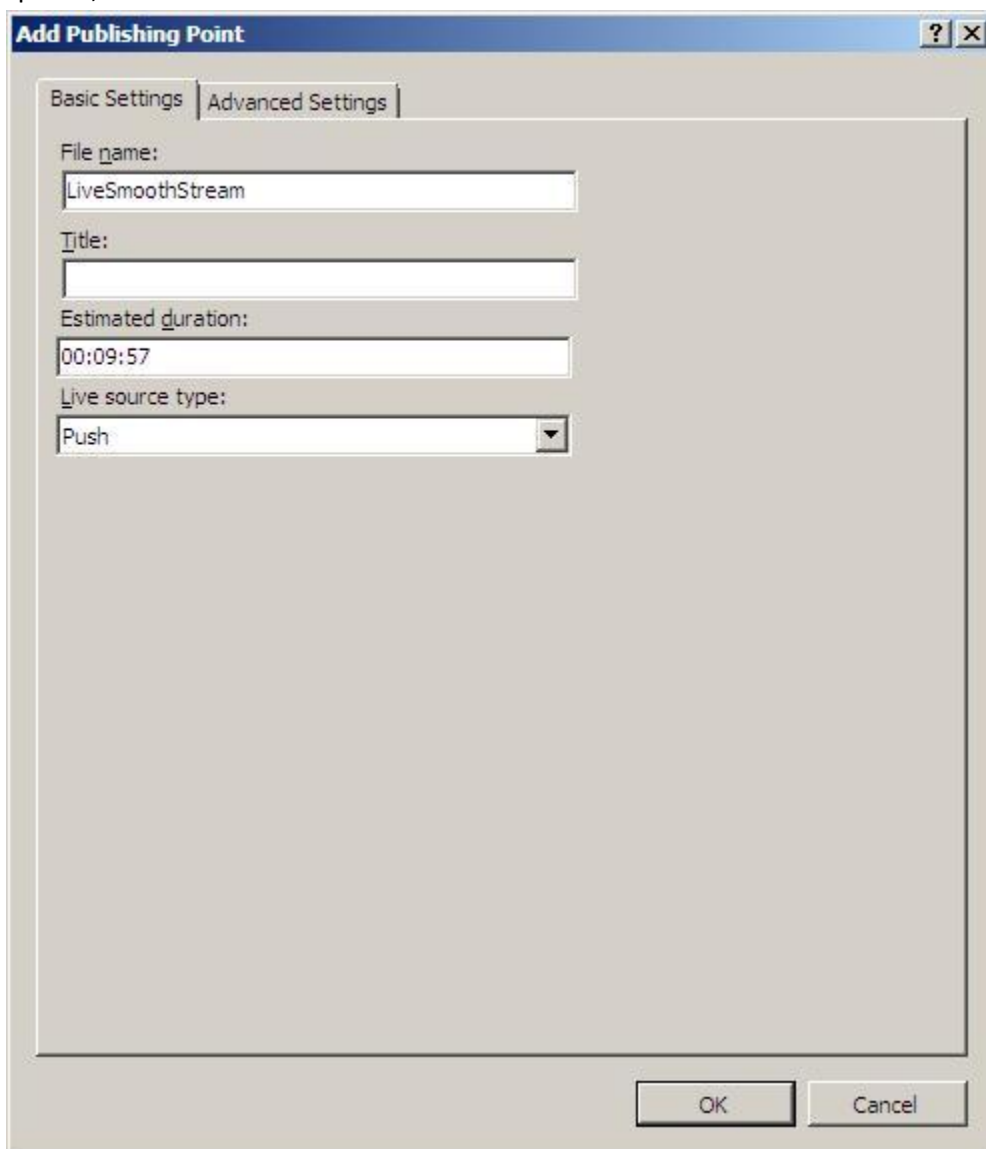 Add Publishing Point
Basic Settings Advanced Settings
File name:
LiveSmoothStream
Title:
Estimated duration:
00:09:57
Live source type:
Push
OK Cancel